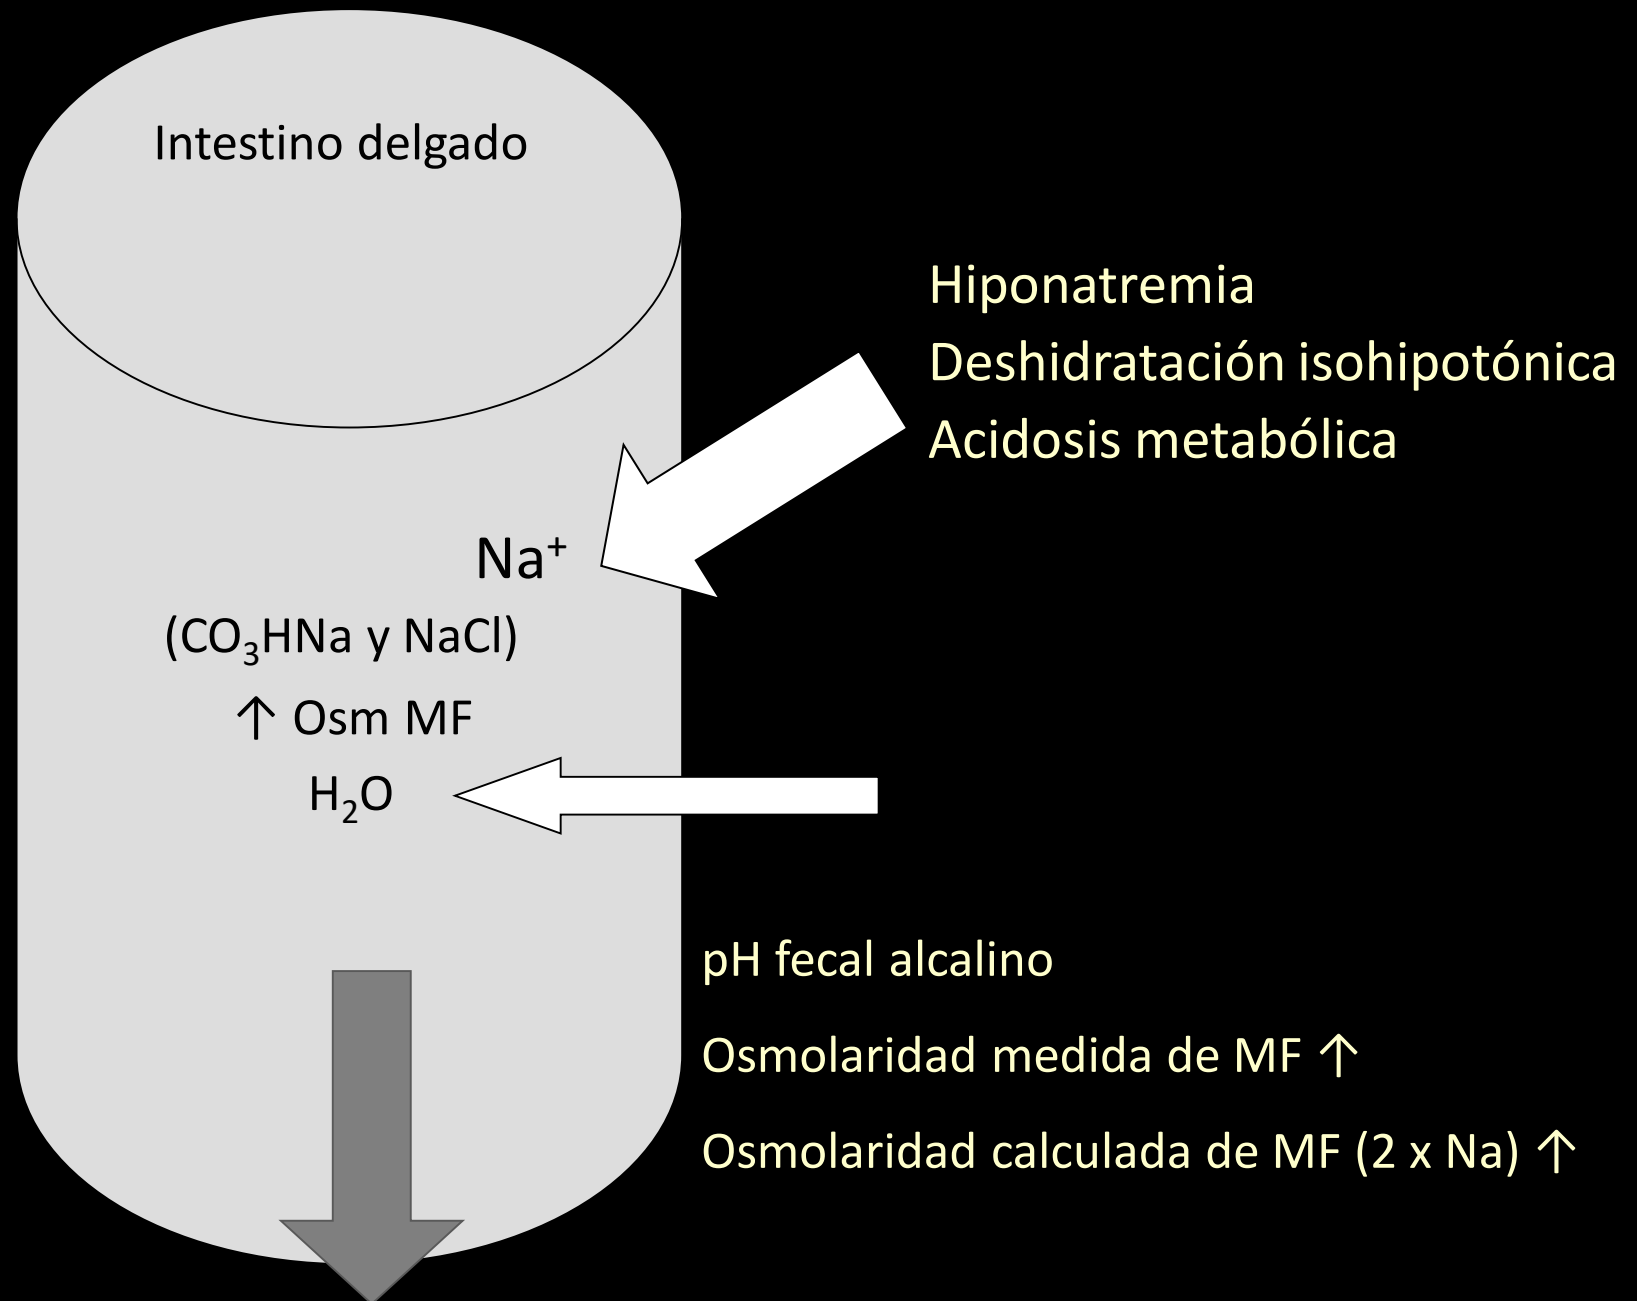 Intestino delgado
Hiponatremia
Deshidratación isohipotónica
Acidosis metabólica
Na⁺
(CO₃HNa y NaCl)
↑ Osm MF
H₂O
pH fecal alcalino
Osmolaridad medida de MF ↑
Osmolaridad calculada de MF (2 x Na) ↑